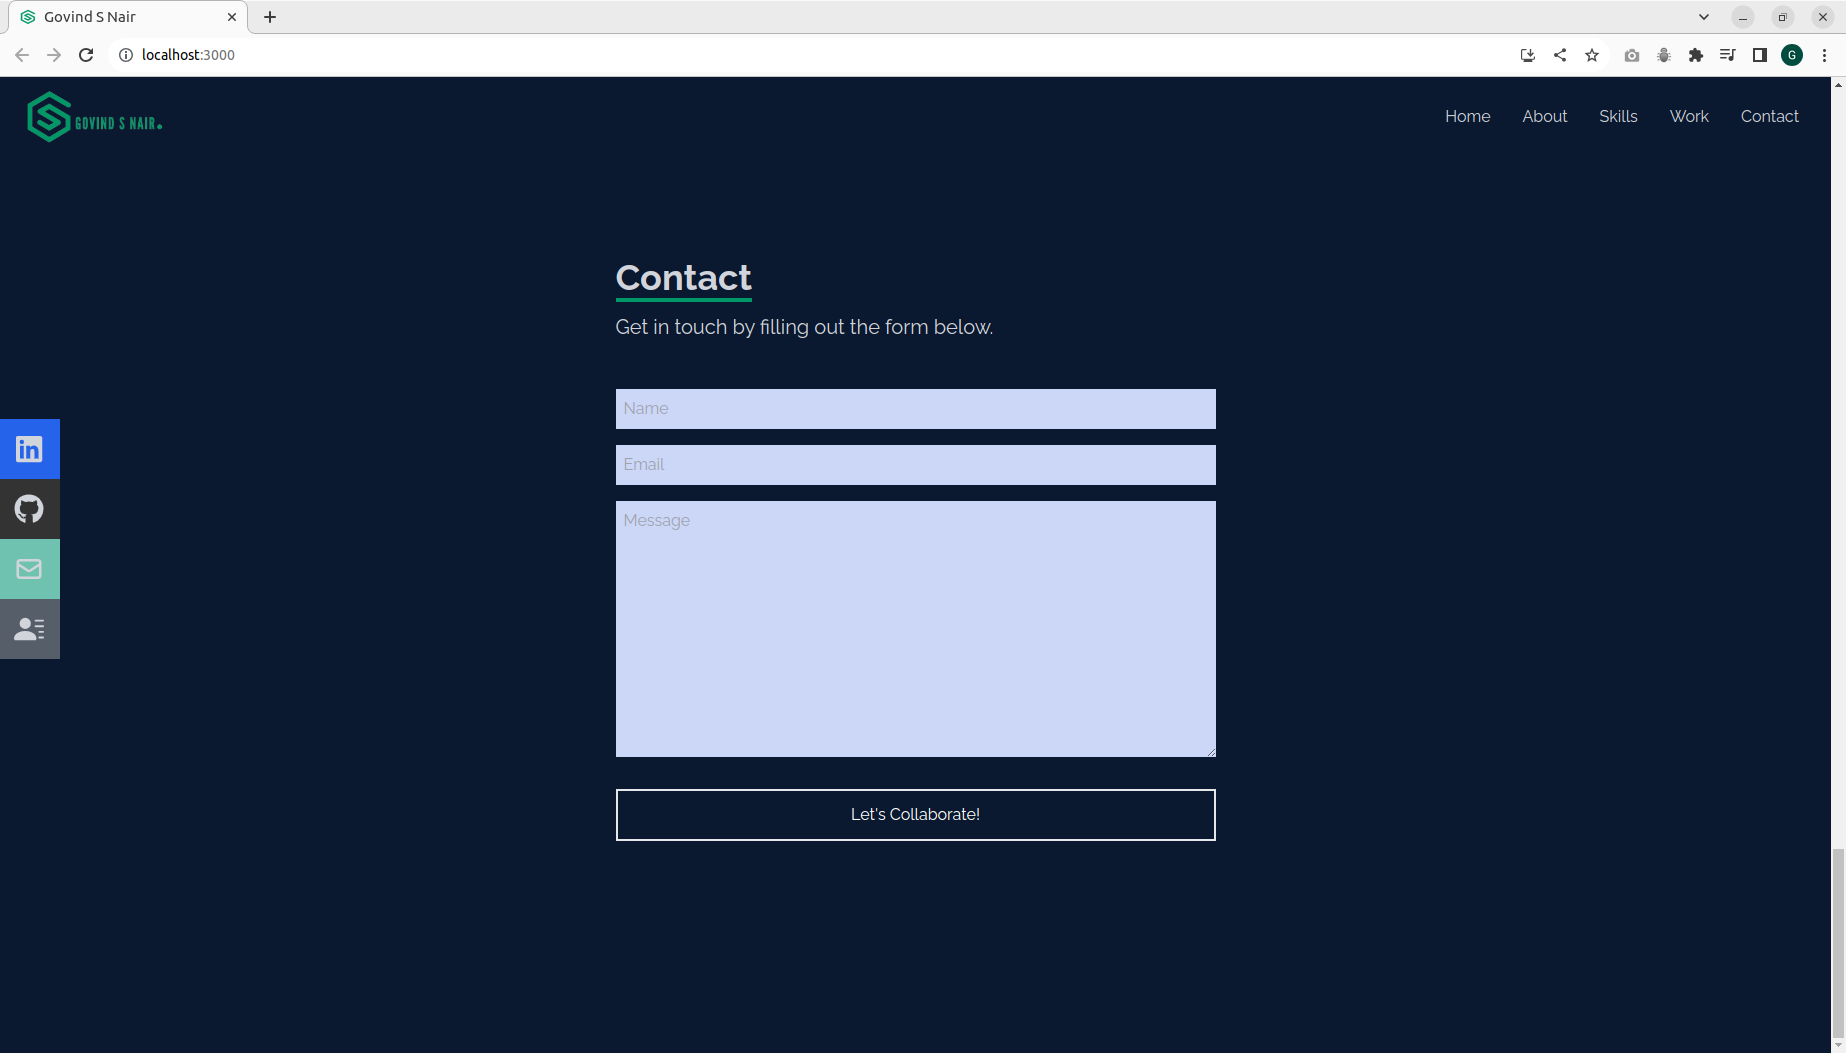 Govind S Nair
localhost:3000
G
GOVIND S NAIR.
Home About Skills Work Contact
Contact
Get in touch by filling out the form below.
Name
Email
Message
in
Let's Collaborate!